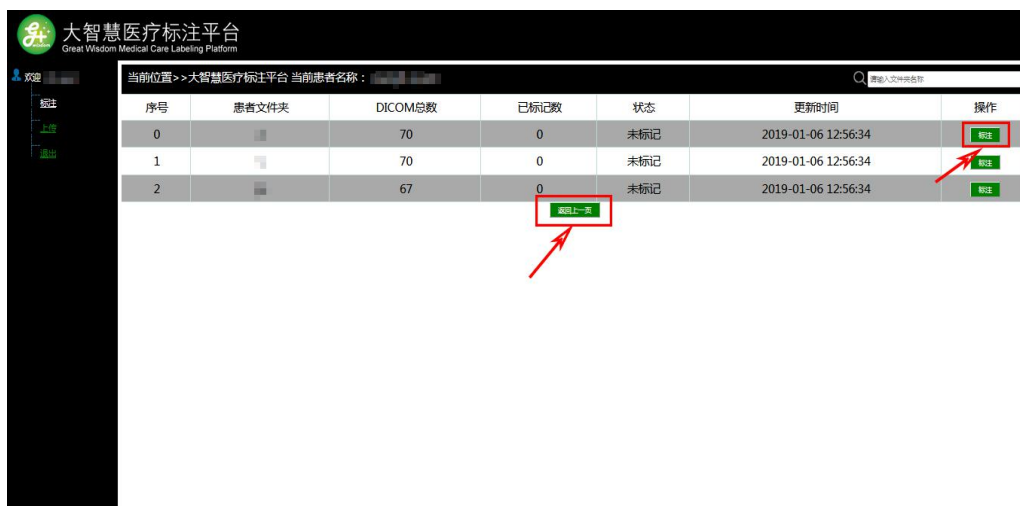 大智慧医疗标注平台
Great Wisdom Medical Care Labeling Platform
欢迎
标注
上传
退出
当前位置>>大智慧医疗标注平台 当前患者名称：
请输入文件夹名称
序号 患者文件夹 DICOM总数 已标记数 状态 更新时间 操作
0 70 0 未标记 2019-01-06 12:56:34 标注
1 70 0 未标记 2019-01-06 12:56:34 标注
2 67 0 未标记 2019-01-06 12:56:34 标注
返回上一页